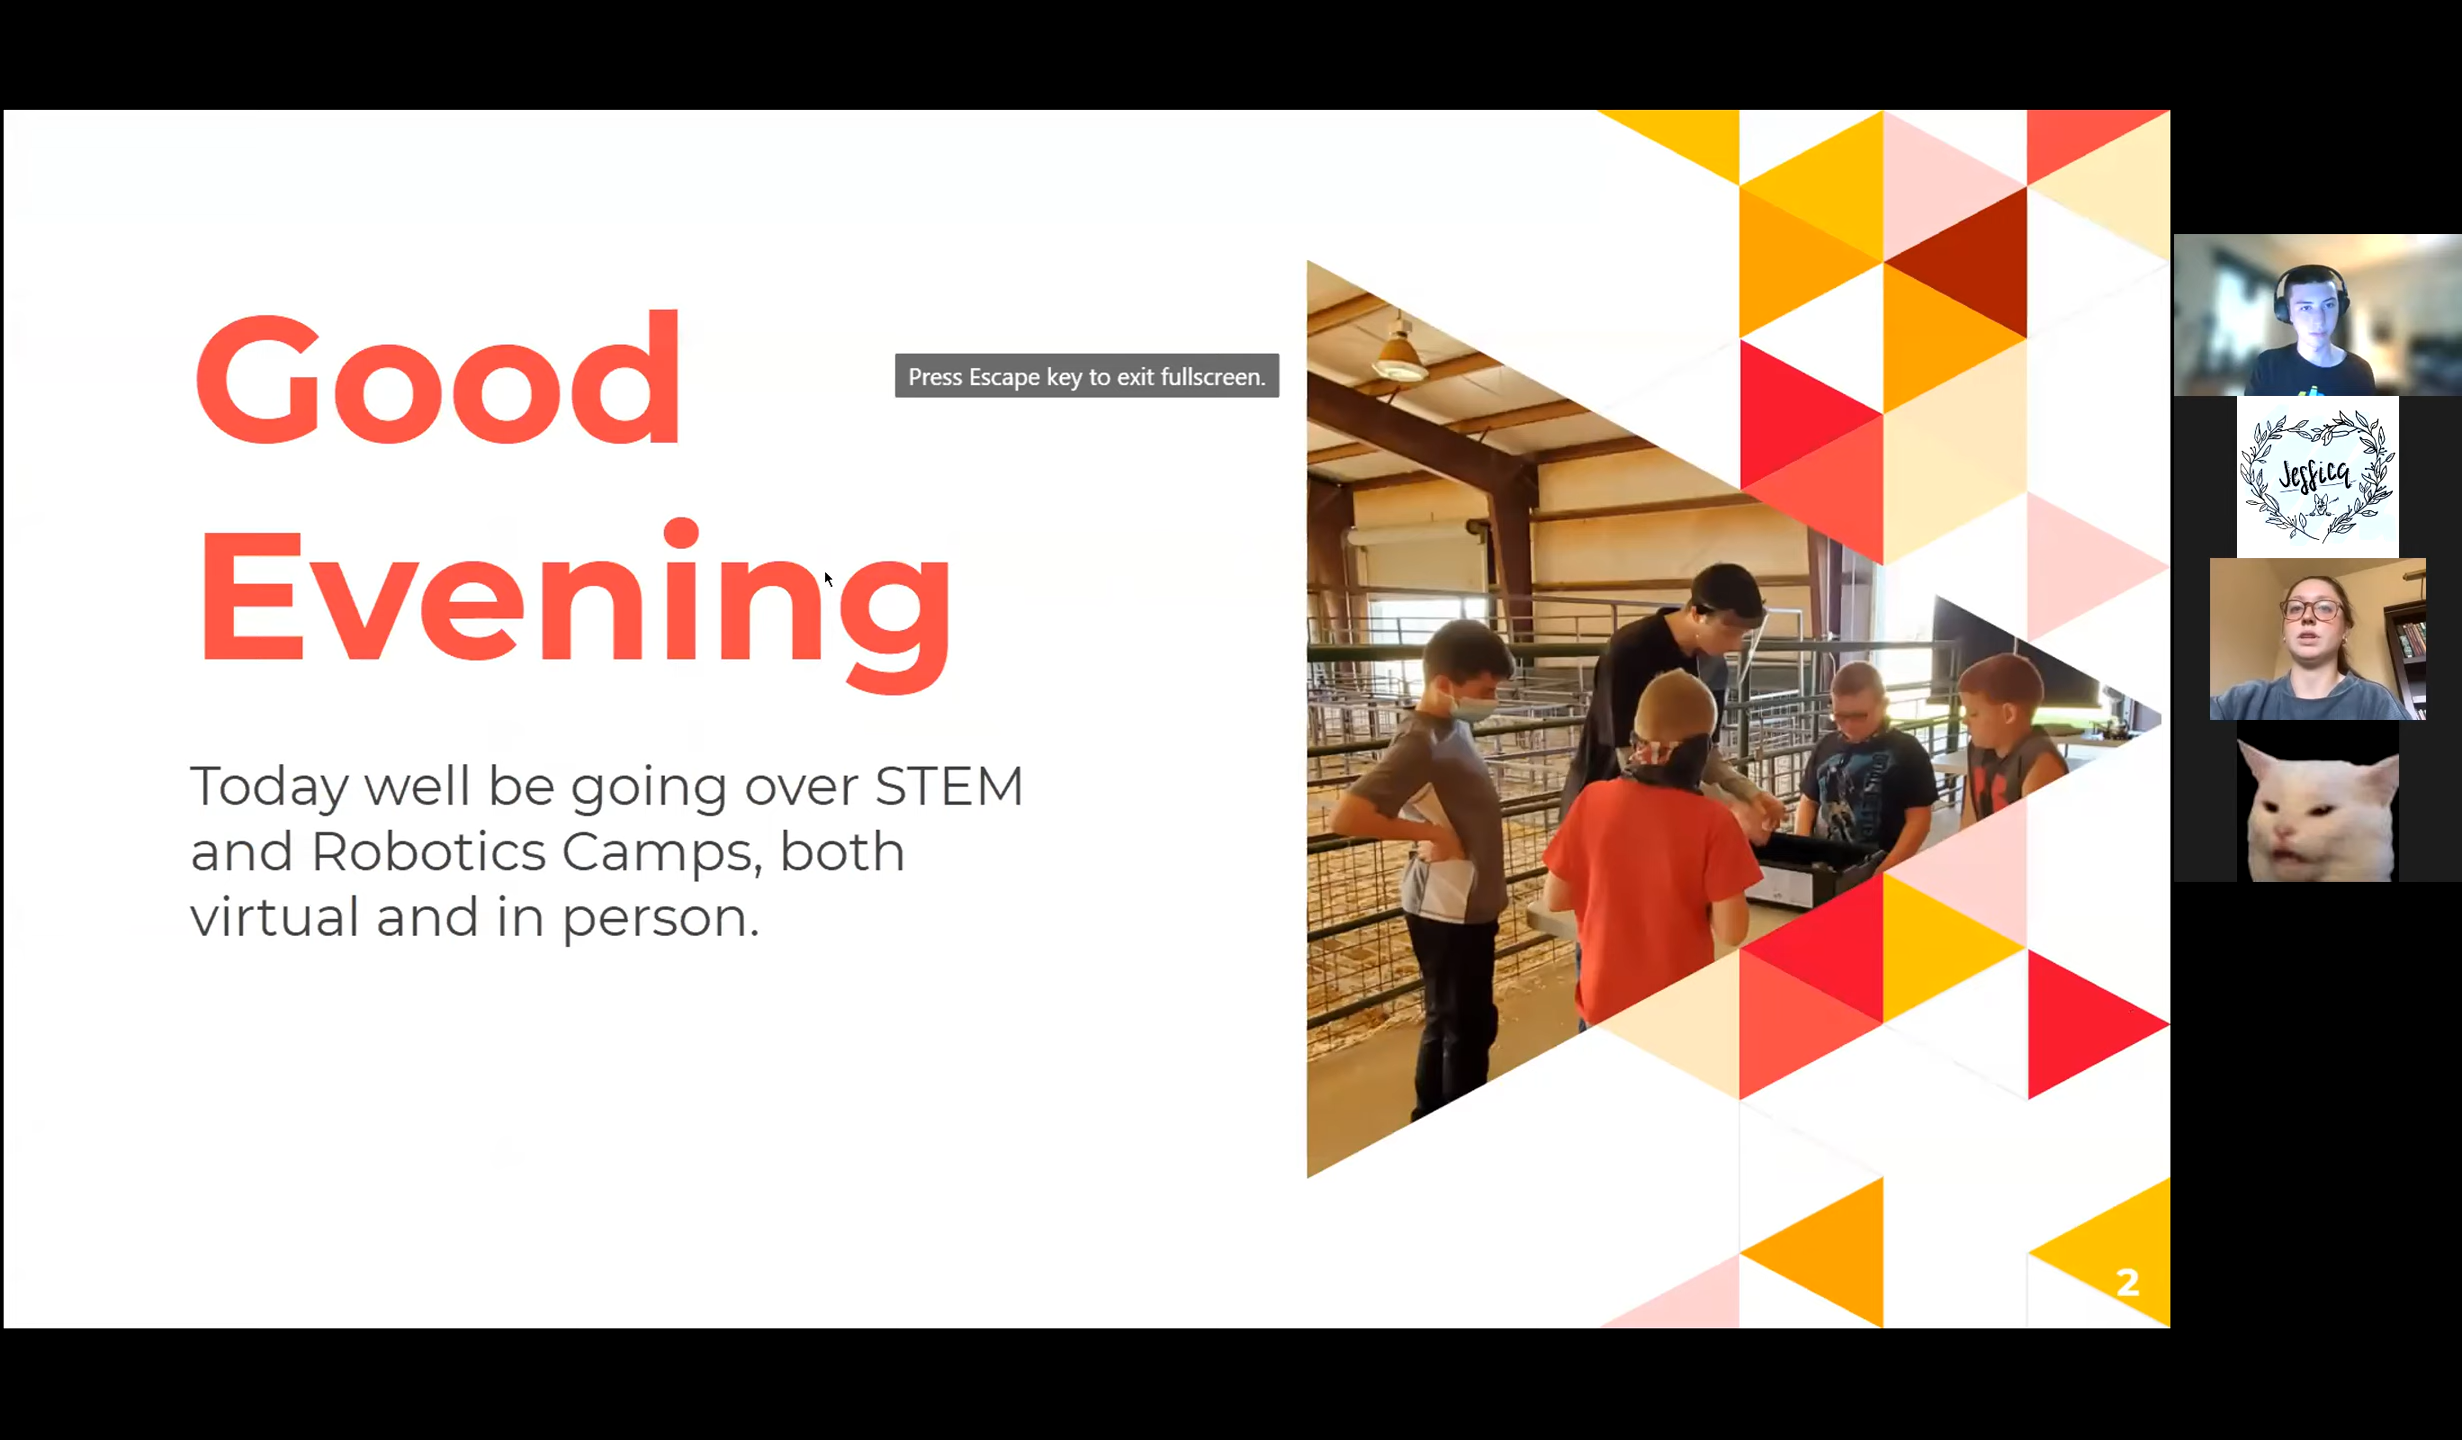 Good
Press Escape key to exit fullscreen.
Evening
Today well be going over STEM
and Robotics Camps, both
virtual and in person.
2
Jessica